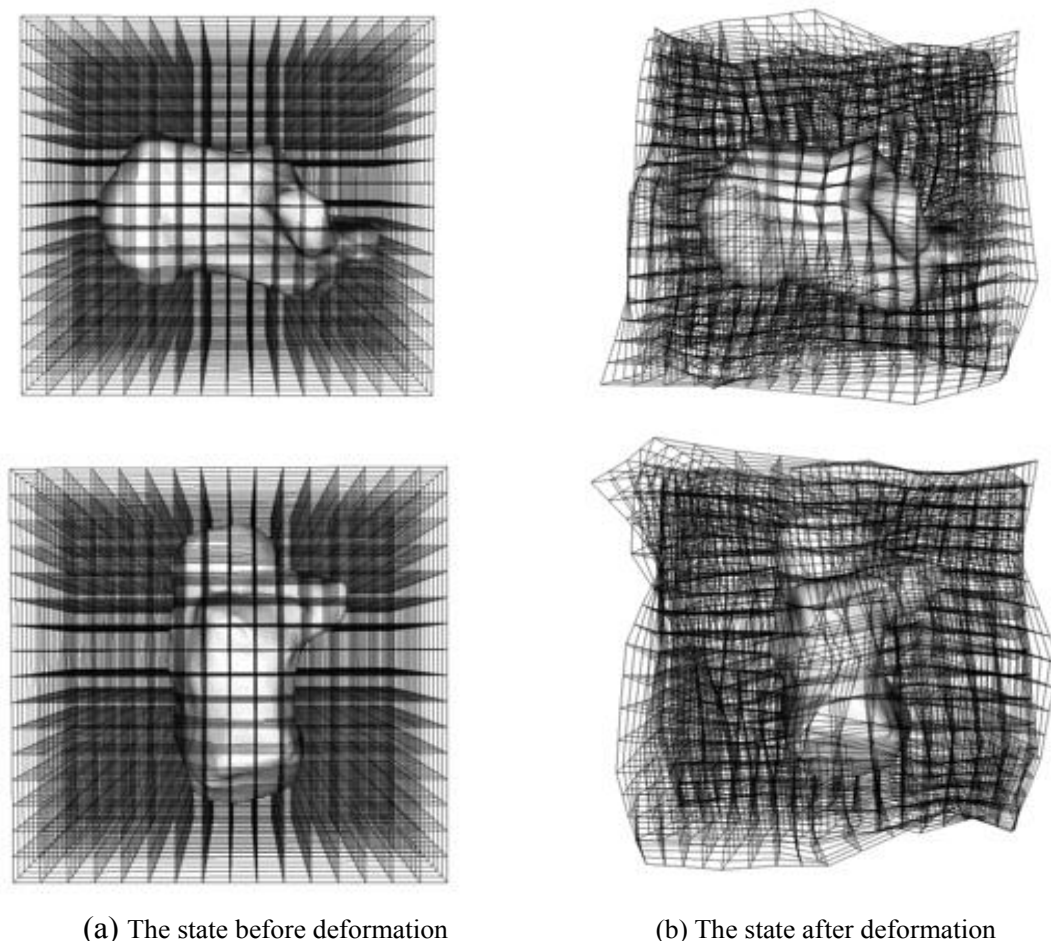 (a) The state before deformation
(b) The state after deformation